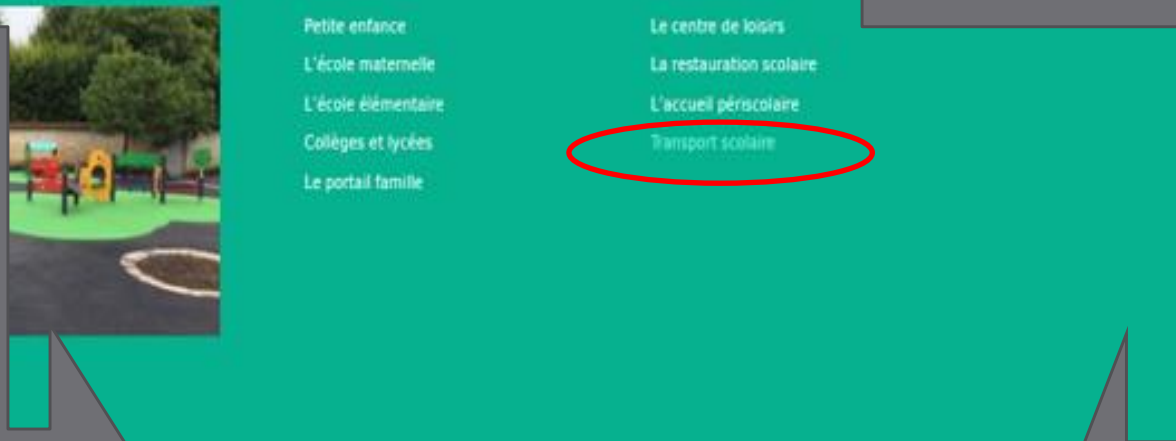 Petite enfance
L'école maternelle
L'école élémentaire
Collèges et lycées
Le portail famille
Le centre de loisirs
La restauration scolaire
L'accueil périscolaire
Transport scolaire